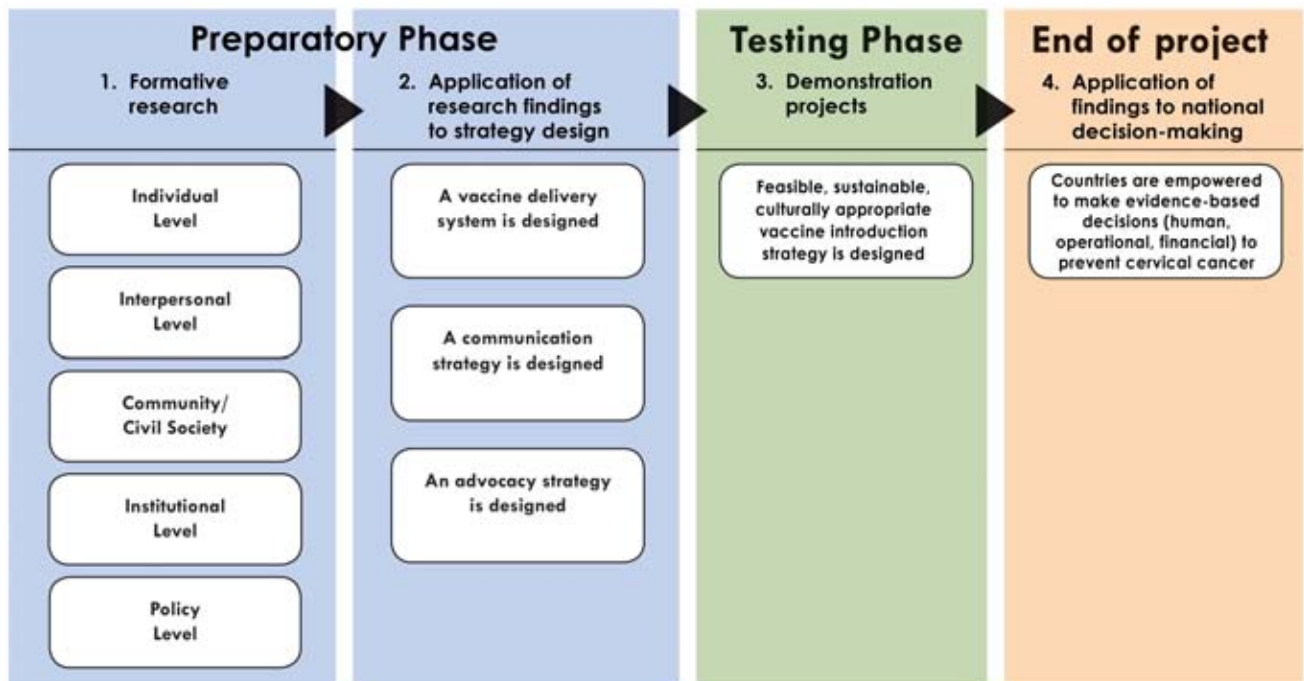 Preparatory Phase
1. Formative
research
Individual
Level
Interpersonal
Level
Community/
Civil Society
Institutional
Level
Policy
Level
2. Application of
research findings
to strategy design
A vaccine delivery
system is designed
A communication
strategy is designed
An advocacy strategy
is designed
Testing Phase
3. Demonstration
projects
Feasible, sustainable,
culturally appropriate
vaccine introduction
strategy is designed
End of project
4. Application of
findings to national
decision-making
Countries are empowered
to make evidence-based
decisions (human,
operational, financial) to
prevent cervical cancer